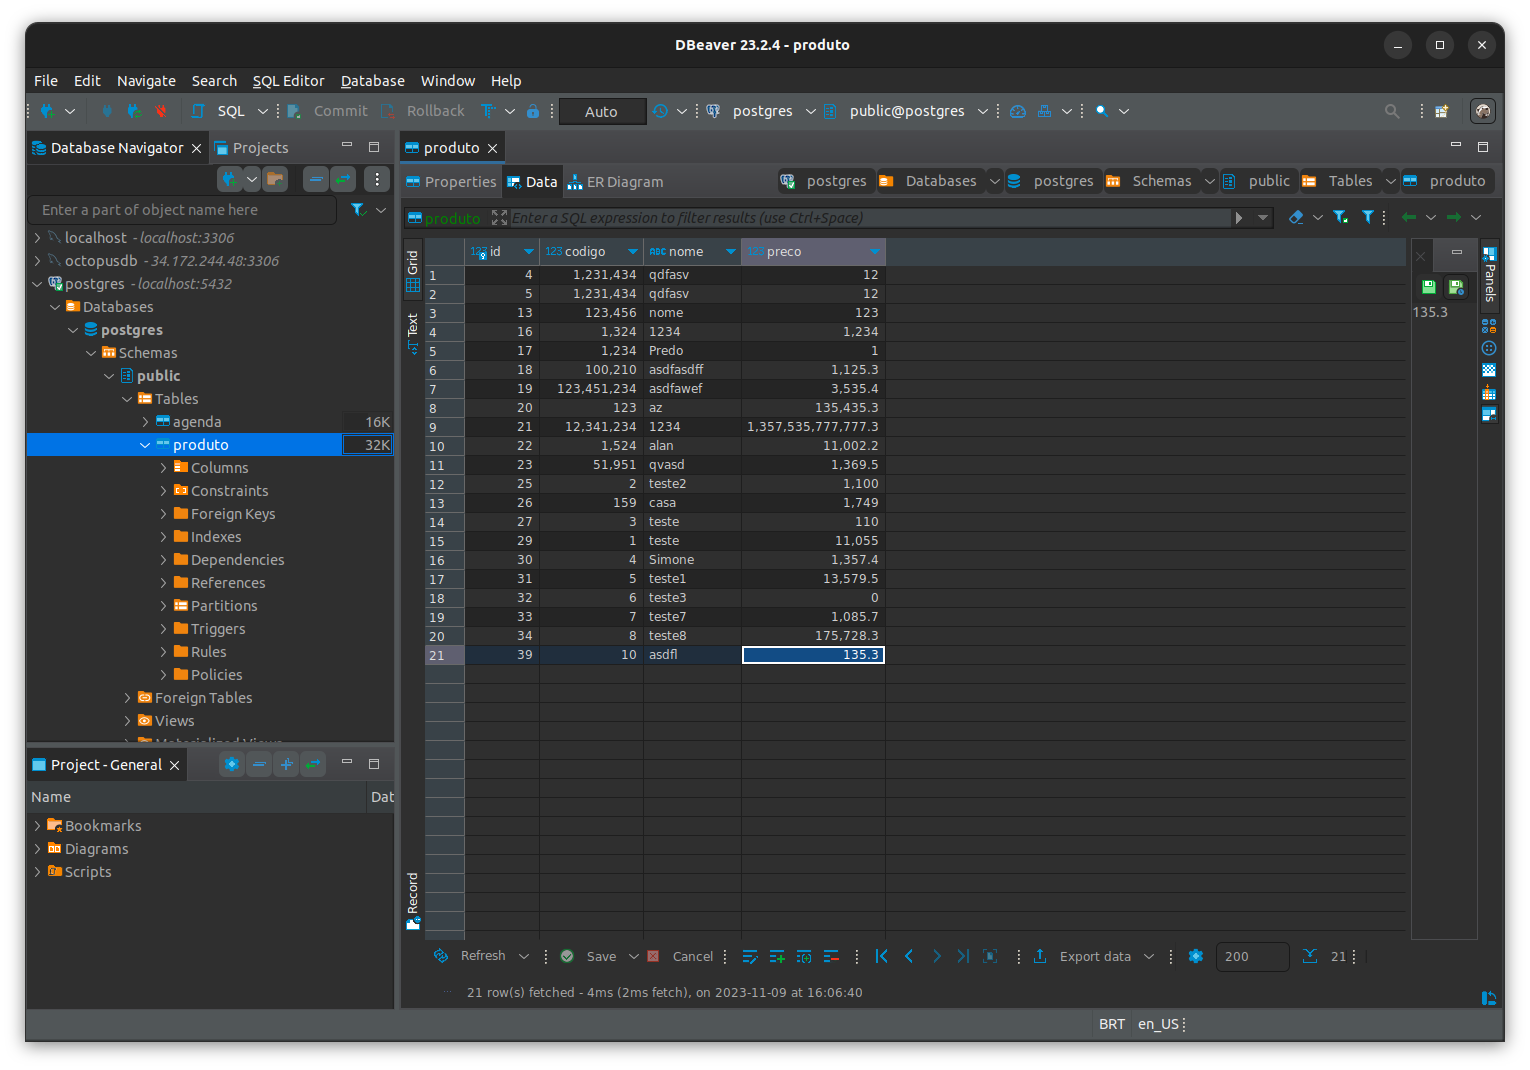 DBeaver 23.2.4 - produto
File Edit Navigate Search SQL Editor Database Window Help
SQL Commit Rollback Auto postgres public@postgres
Database Navigator Projects
Enter a part of object name here
localhost - localhost:3306
octopusdb - 34.172.244.48:3306
postgres - localhost:5432
Databases
postgres
Schemas
public
Tables
agenda 16K
produto 32K
Columns
Constraints
Foreign Keys
Indexes
Dependencies
References
Partitions
Triggers
Rules
Policies
Foreign Tables
Views
Materialized Views
Project - General
Name Dat
Bookmarks
Diagrams
Scripts
produto
Properties Data ER Diagram postgres Databases postgres Schemas public Tables produto
produto Enter a SQL expression to filter results (use Ctrl+Space)
Grid
Text
Record
123 id 123 codigo ABC nome 123 preco
1 4 1,231,434 qdfasv 12
2 5 1,231,434 qdfasv 12
3 13 123,456 nome 123
4 16 1,324 1234 1,234
5 17 1,234 Predo 1
6 18 100,210 asdfasdff 1,125.3
7 19 123,451,234 asdfawef 3,535.4
8 20 123 az 135,435.3
9 21 12,341,234 1234 1,357,535,777,777.3
10 22 1,524 alan 11,002.2
11 23 51,951 qvasd 1,369.5
12 25 2 teste2 1,100
13 26 159 casa 1,749
14 27 3 teste 110
15 29 1 teste 11,055
16 30 4 Simone 1,357.4
17 31 5 teste1 13,579.5
18 32 6 teste3 0
19 33 7 teste7 1,085.7
20 34 8 teste8 175,728.3
21 39 10 asdfl 135.3
135.3
Panels
Refresh Save Cancel Export data 200 21
21 row(s) fetched - 4ms (2ms fetch), on 2023-11-09 at 16:06:40
BRT en_US